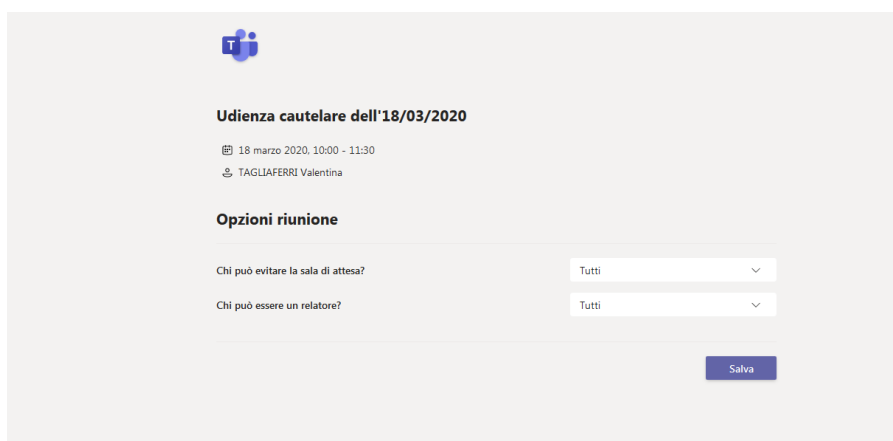 T
Udienza cautelare dell'18/03/2020
18 marzo 2020, 10:00 - 11:30
TAGLIAFERRI Valentina
Opzioni riunione
Chi può evitare la sala di attesa? Tutti
Chi può essere un relatore? Tutti
Salva